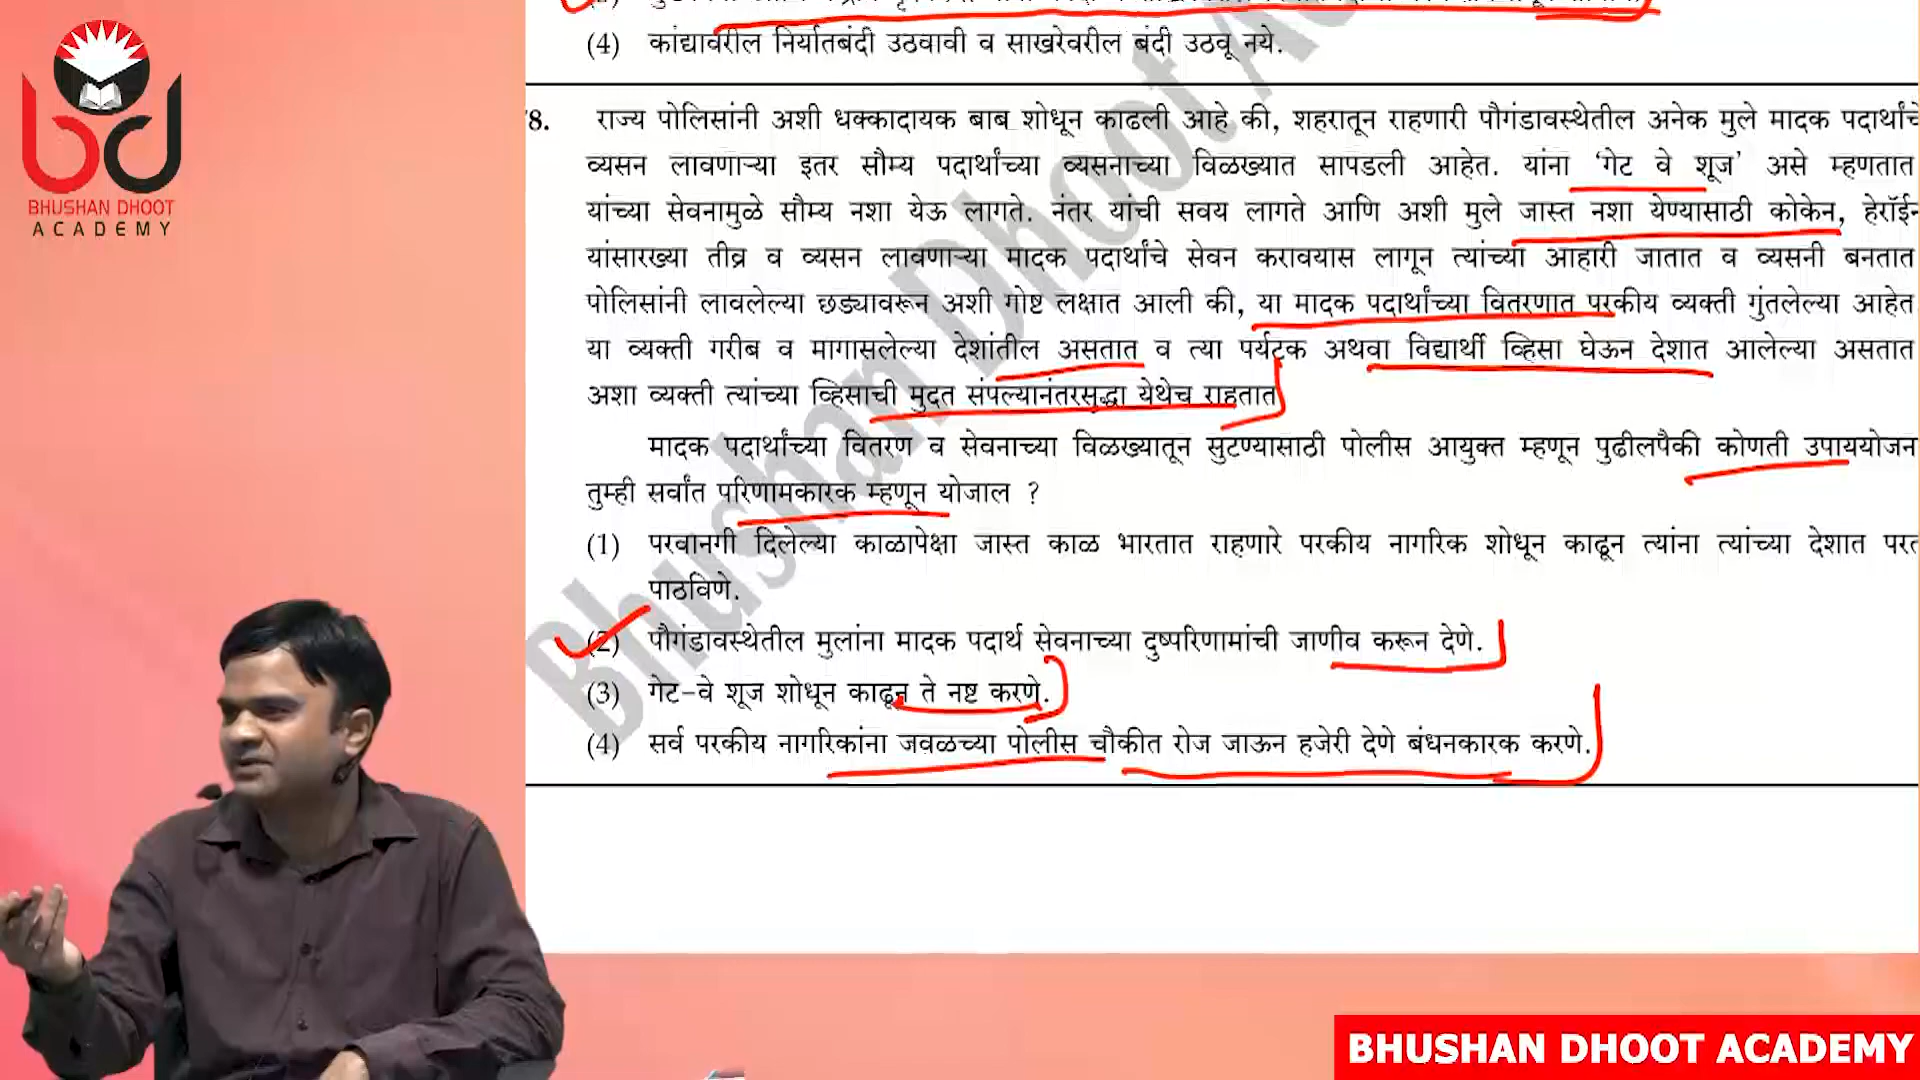 BHUSHAN DHOOT
ACADEMY
(4) कांद्यावरील निर्यातबंदी उठवावी व साखरेवरील बंदी उठवू नये.
8. राज्य पोलिसांनी अशी धक्कादायक बाब शोधून काढली आहे की, शहरातून राहणारी पौगंडावस्थेतील अनेक मुले मादक पदार्थांचे
व्यसन लावणाऱ्या इतर सौम्य पदार्थांच्या व्यसनाच्या विळख्यात सापडली आहेत. यांना ‘गेट वे शूज’ असे म्हणतात
यांच्या सेवनामुळे सौम्य नशा येऊ लागते. नंतर यांची सवय लागते आणि अशी मुले जास्त नशा येण्यासाठी कोकेन, हेरॉईन
यांसारख्या तीव्र व व्यसन लावणाऱ्या मादक पदार्थांचे सेवन करावयास लागून त्यांच्या आहारी जातात व व्यसनी बनतात
पोलिसांनी लावलेल्या छड्यावरून अशी गोष्ट लक्षात आली की, या मादक पदार्थांच्या वितरणात परकीय व्यक्ती गुंतलेल्या आहेत
या व्यक्ती गरीब व मागासलेल्या देशांतील असतात व त्या पर्यटक अथवा विद्यार्थी व्हिसा घेऊन देशात आलेल्या असतात
अशा व्यक्ती त्यांच्या व्हिसाची मुदत संपल्यानंतरसुद्धा येथेच राहतात
मादक पदार्थांच्या वितरण व सेवनाच्या विळख्यातून सुटण्यासाठी पोलीस आयुक्त म्हणून पुढीलपैकी कोणती उपाययोजन
तुम्ही सर्वांत परिणामकारक म्हणून योजाल ?
(1) परवानगी दिलेल्या काळापेक्षा जास्त काळ भारतात राहणारे परकीय नागरिक शोधून काढून त्यांना त्यांच्या देशात परत
पाठविणे.
(2) पौगंडावस्थेतील मुलांना मादक पदार्थ सेवनाच्या दुष्परिणामांची जाणीव करून देणे.
(3) गेट-वे शूज शोधून काढून ते नष्ट करणे.
(4) सर्व परकीय नागरिकांना जवळच्या पोलीस चौकीत रोज जाऊन हजेरी देणे बंधनकारक करणे.
Bhushan Dhoot A
BHUSHAN DHOOT ACADEMY